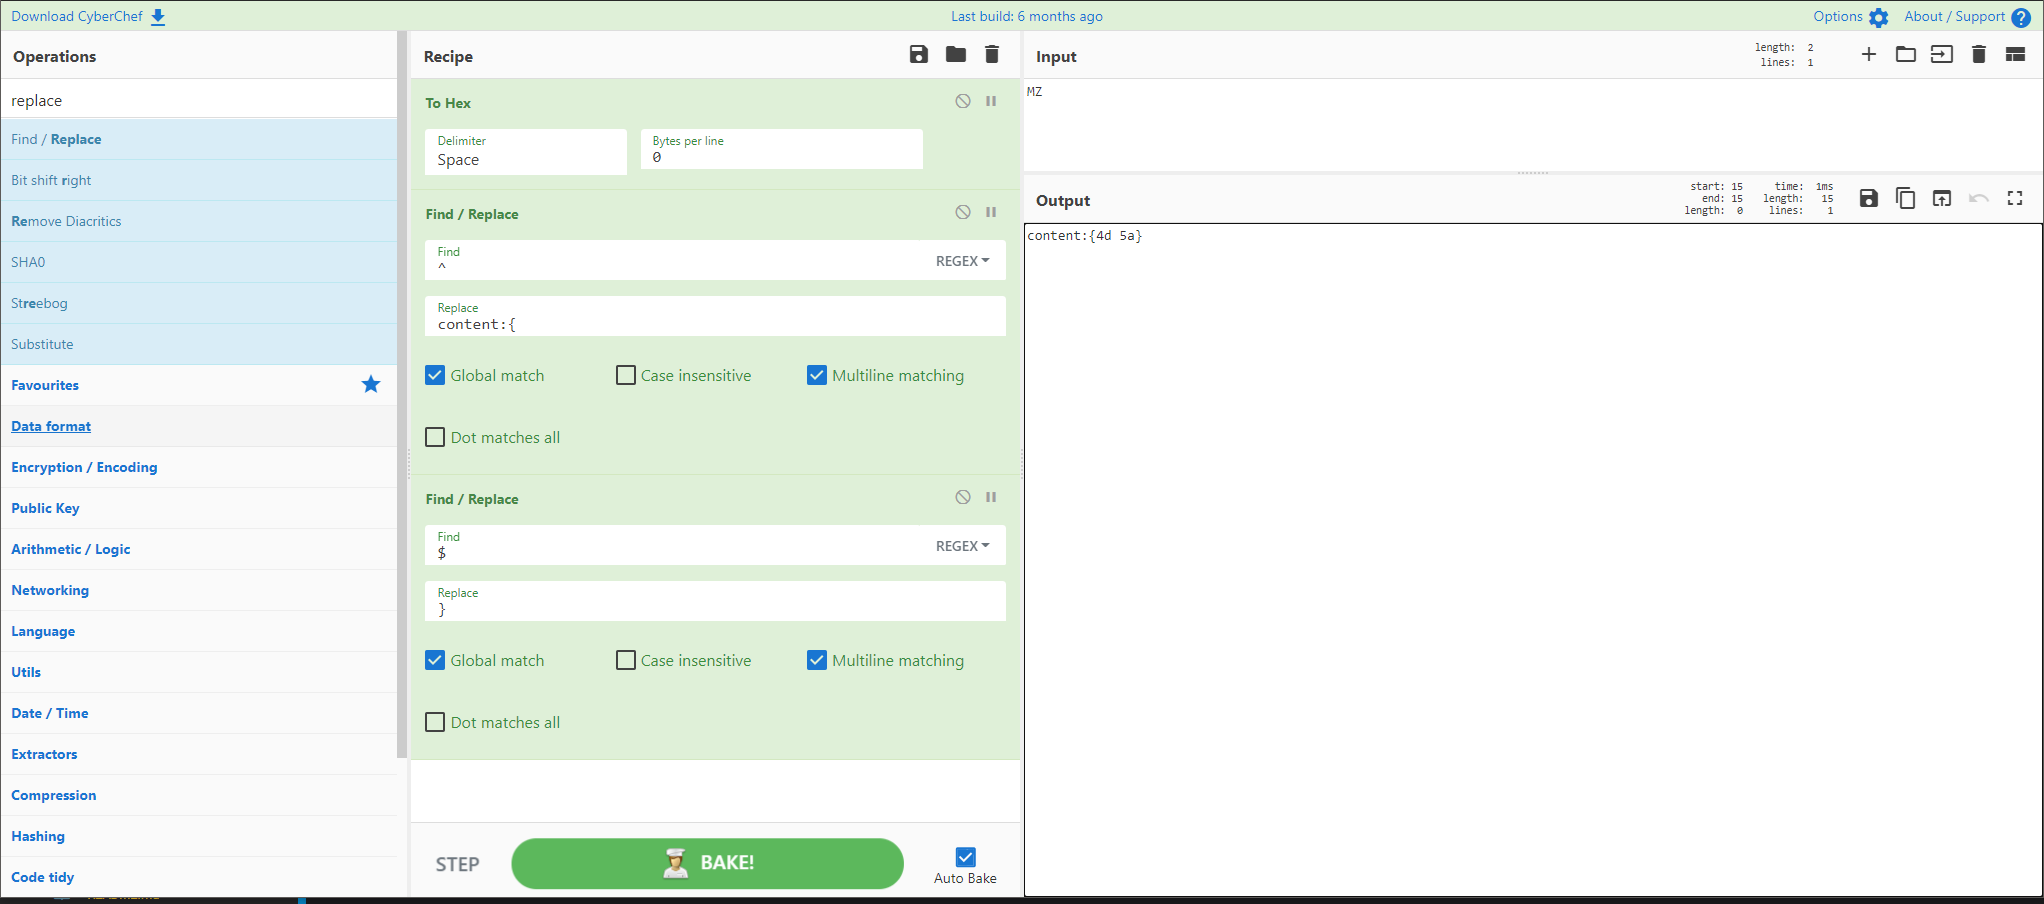 Download CyberChef
Last build: 6 months ago
Options
About / Support
Operations
replace
Find / Replace
Bit shift right
Remove Diacritics
SHA0
Streebog
Substitute
Favourites
Data format
Encryption / Encoding
Public Key
Arithmetic / Logic
Networking
Language
Utils
Date / Time
Extractors
Compression
Hashing
Code tidy
Recipe
To Hex
Delimiter
Space
Bytes per line
0
Find / Replace
Find
^
REGEX
Replace
content:{
Global match
Case insensitive
Multiline matching
Dot matches all
Find / Replace
Find
$
REGEX
Replace
}
Global match
Case insensitive
Multiline matching
Dot matches all
STEP
BAKE!
Auto Bake
Input
length: 2
lines: 1
MZ
Output
start: 15
end: 15
length: 0
time: 1ms
length: 15
lines: 1
content:{4d 5a}